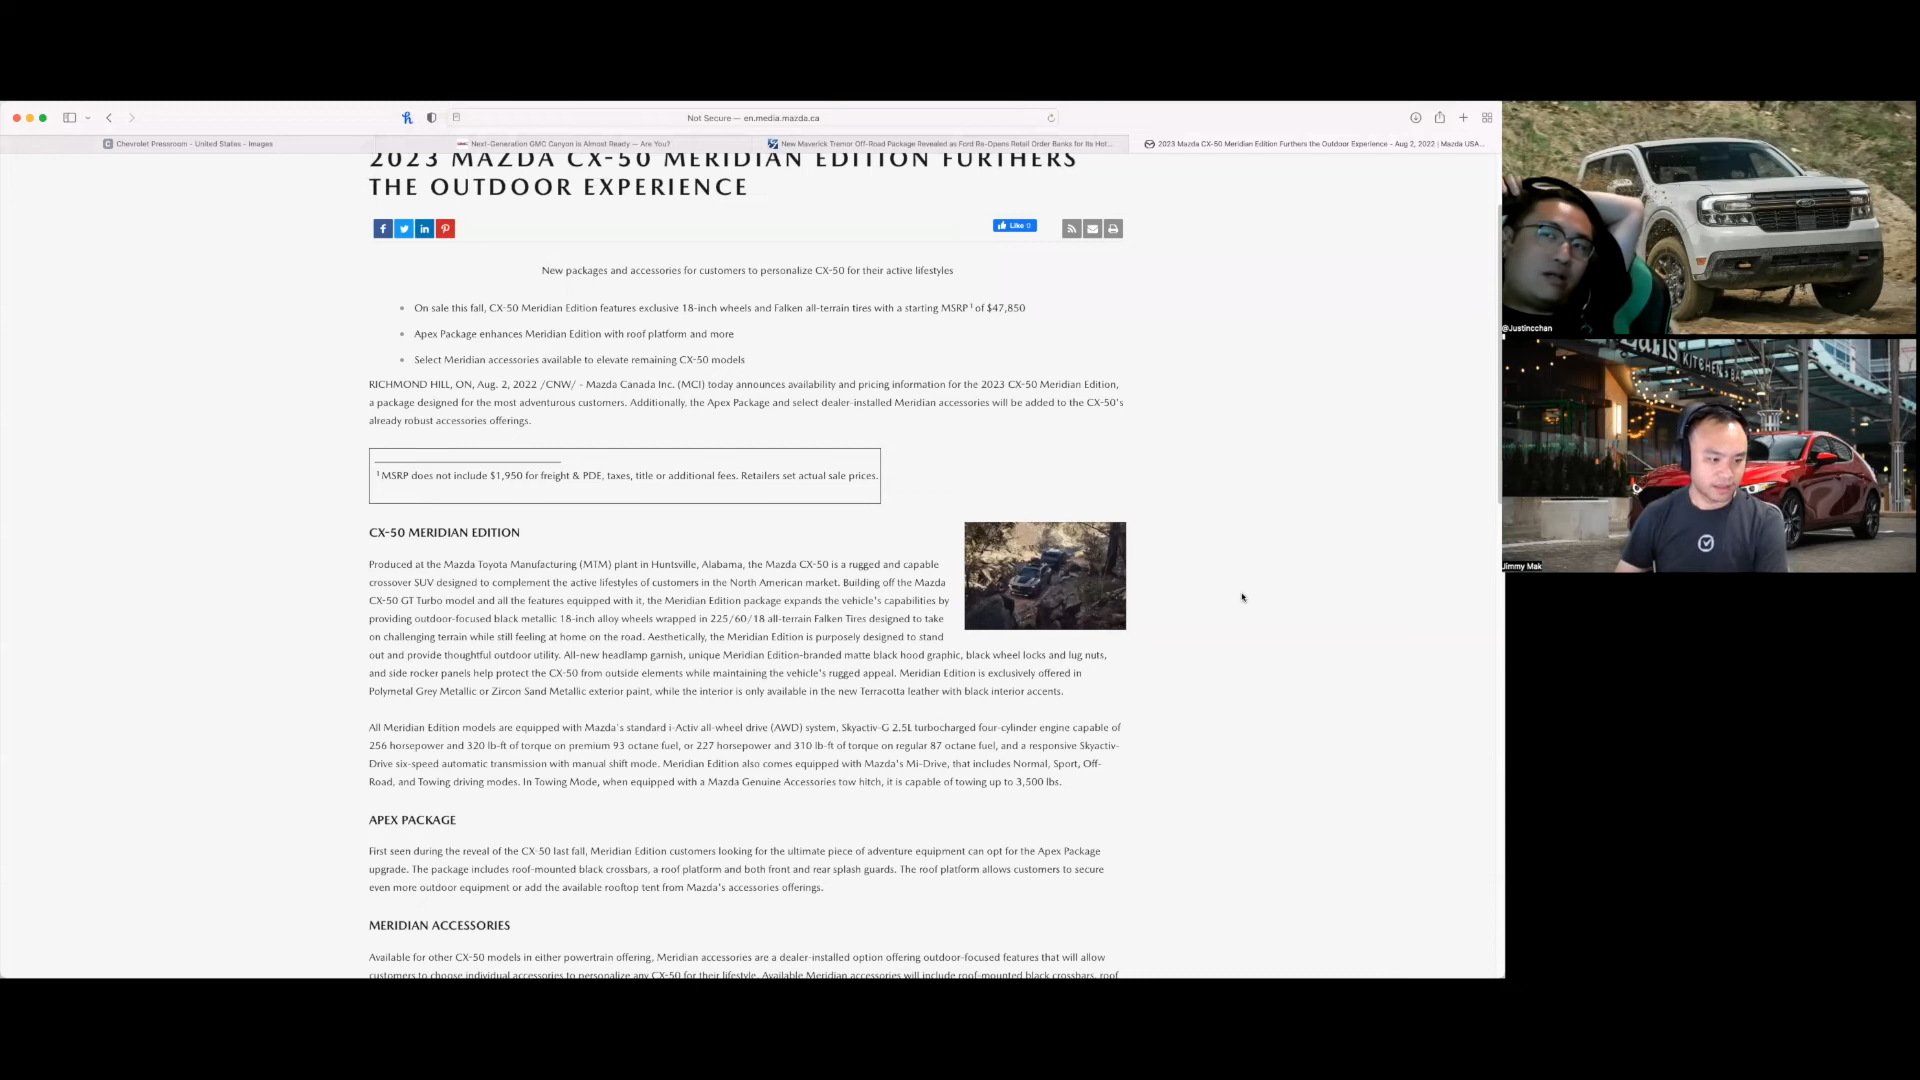 Not Secure — en.media.mazda.ca
Chevrolet Pressroom - United States - Images
Next-Generation GMC Canyon is Almost Ready — Are You?
New Maverick Tremor Off-Road Package Revealed as Ford Re-Opens Retail Order Banks for Its Hot...
2023 Mazda CX-50 Meridian Edition Furthers the Outdoor Experience - Aug 2, 2022 | Mazda USA...
2023 MAZDA CX-50 MERIDIAN EDITION FURTHERS
THE OUTDOOR EXPERIENCE
Like 0
New packages and accessories for customers to personalize CX-50 for their active lifestyles
On sale this fall, CX-50 Meridian Edition features exclusive 18-inch wheels and Falken all-terrain tires with a starting MSRP ¹ of $47,850
Apex Package enhances Meridian Edition with roof platform and more
Select Meridian accessories available to elevate remaining CX-50 models
RICHMOND HILL, ON, Aug. 2, 2022 /CNW/ - Mazda Canada Inc. (MCI) today announces availability and pricing information for the 2023 CX-50 Meridian Edition,
a package designed for the most adventurous customers. Additionally, the Apex Package and select dealer-installed Meridian accessories will be added to the CX-50's
already robust accessories offerings.
¹ MSRP does not include $1,950 for freight & PDE, taxes, title or additional fees. Retailers set actual sale prices.
CX-50 MERIDIAN EDITION
Produced at the Mazda Toyota Manufacturing (MTM) plant in Huntsville, Alabama, the Mazda CX-50 is a rugged and capable
crossover SUV designed to complement the active lifestyles of customers in the North American market. Building off the Mazda
CX-50 GT Turbo model and all the features equipped with it, the Meridian Edition package expands the vehicle's capabilities by
providing outdoor-focused black metallic 18-inch alloy wheels wrapped in 225/60/18 all-terrain Falken Tires designed to take
on challenging terrain while still feeling at home on the road. Aesthetically, the Meridian Edition is purposely designed to stand
out and provide thoughtful outdoor utility. All-new headlamp garnish, unique Meridian Edition-branded matte black hood graphic, black wheel locks and lug nuts,
and side rocker panels help protect the CX-50 from outside elements while maintaining the vehicle's rugged appeal. Meridian Edition is exclusively offered in
Polymetal Grey Metallic or Zircon Sand Metallic exterior paint, while the interior is only available in the new Terracotta leather with black interior accents.
All Meridian Edition models are equipped with Mazda's standard i-Activ all-wheel drive (AWD) system, Skyactiv-G 2.5L turbocharged four-cylinder engine capable of
256 horsepower and 320 lb-ft of torque on premium 93 octane fuel, or 227 horsepower and 310 lb-ft of torque on regular 87 octane fuel, and a responsive Skyactiv-
Drive six-speed automatic transmission with manual shift mode. Meridian Edition also comes equipped with Mazda's Mi-Drive, that includes Normal, Sport, Off-
Road, and Towing driving modes. In Towing Mode, when equipped with a Mazda Genuine Accessories tow hitch, it is capable of towing up to 3,500 lbs.
APEX PACKAGE
First seen during the reveal of the CX-50 last fall, Meridian Edition customers looking for the ultimate piece of adventure equipment can opt for the Apex Package
upgrade. The package includes roof-mounted black crossbars, a roof platform and both front and rear splash guards. The roof platform allows customers to secure
even more outdoor equipment or add the available rooftop tent from Mazda's accessories offerings.
MERIDIAN ACCESSORIES
Available for other CX-50 models in either powertrain offering, Meridian accessories are a dealer-installed option offering outdoor-focused features that will allow
customers to choose individual accessories to personalize any CX-50 for their lifestyle. Available Meridian accessories will include roof-mounted black crossbars, roof
@Justincchan
KITCHEN & BAR
Jimmy Mak